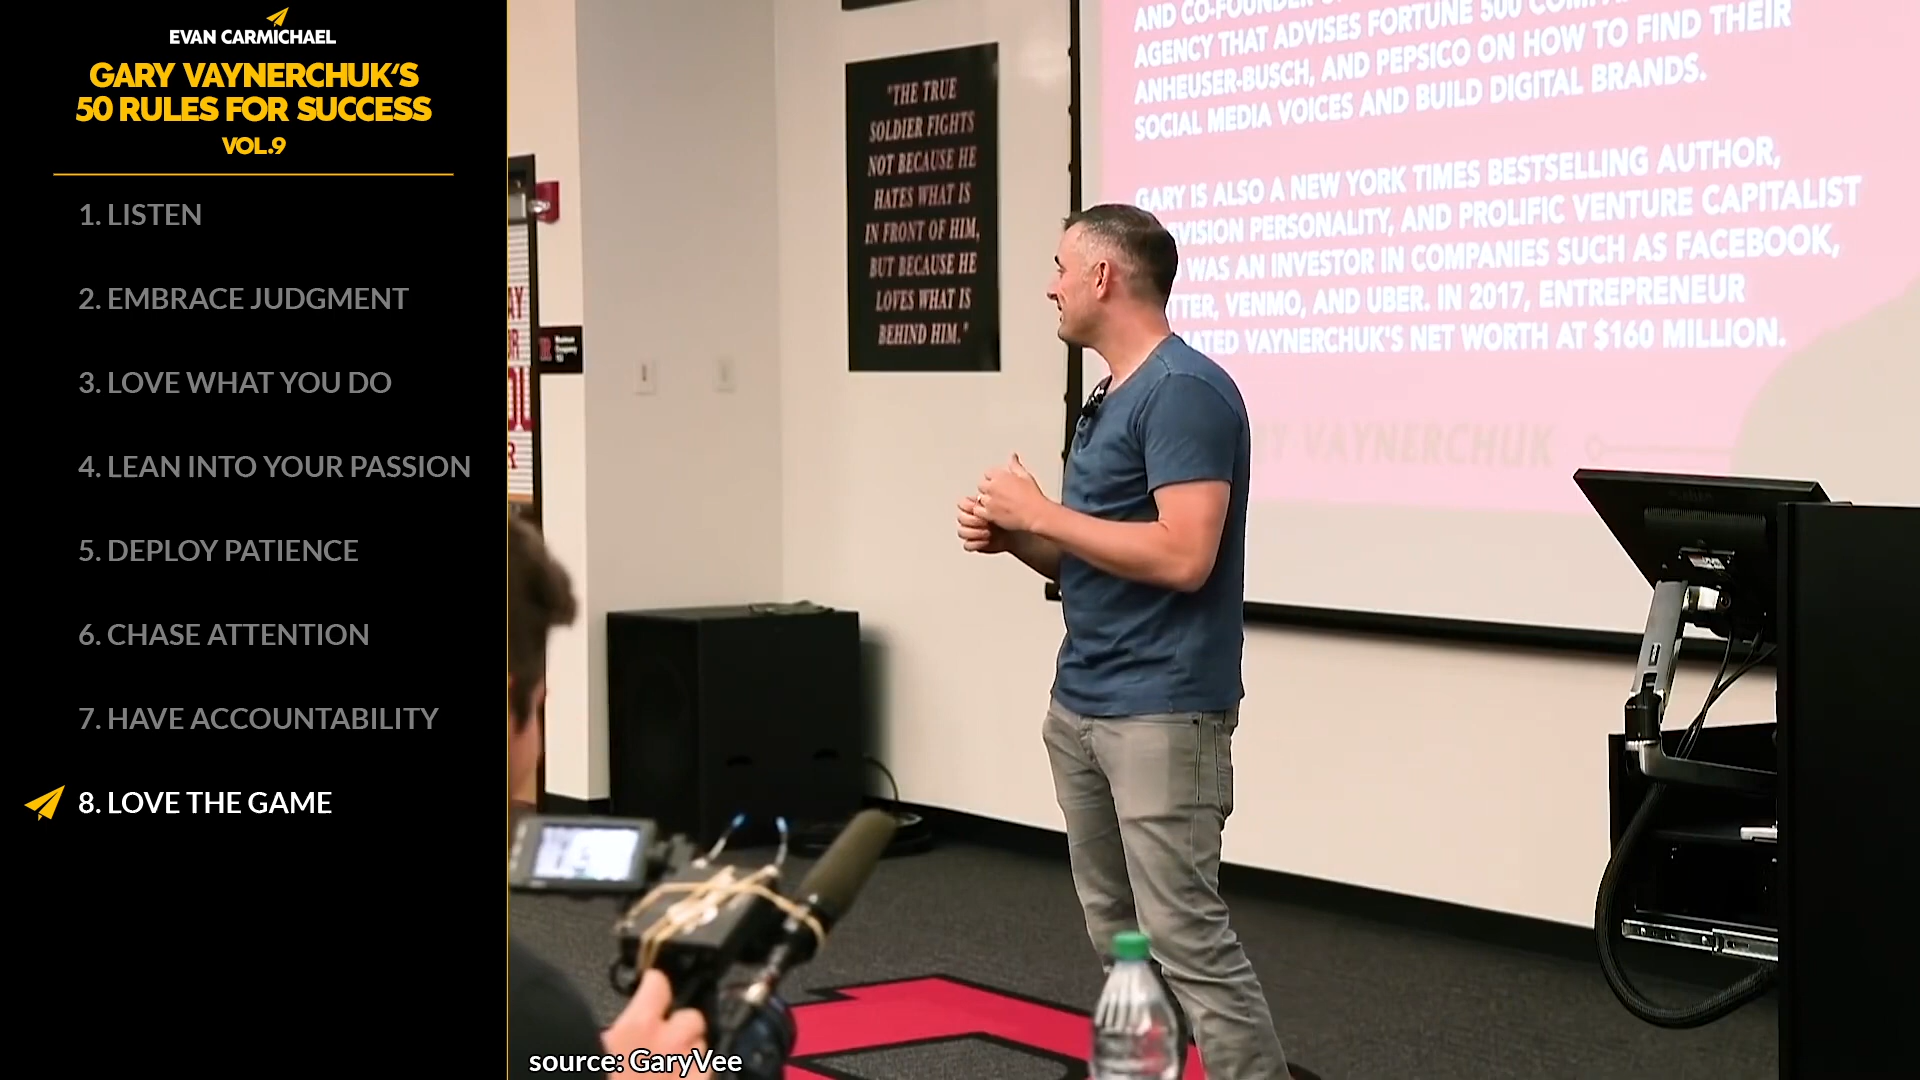 EVAN CARMICHAEL
GARY VAYNERCHUK'S
50 RULES FOR SUCCESS
VOL.9
1. LISTEN
2. EMBRACE JUDGMENT
3. LOVE WHAT YOU DO
4. LEAN INTO YOUR PASSION
5. DEPLOY PATIENCE
6. CHASE ATTENTION
7. HAVE ACCOUNTABILITY
8. LOVE THE GAME
"THE TRUE
SOLDIER FIGHTS
NOT BECAUSE HE
HATES WHAT IS
IN FRONT OF HIM,
BUT BECAUSE HE
LOVES WHAT IS
BEHIND HIM."
AND CO-FOUNDER
AGENCY THAT ADVISES FORTUNE 500
ANHEUSER-BUSCH, AND PEPSICO ON HOW TO FIND THEIR
SOCIAL MEDIA VOICES AND BUILD DIGITAL BRANDS.
GARY IS ALSO A NEW YORK TIMES BESTSELLING AUTHOR,
PERSONALITY, AND PROLIFIC VENTURE CAPITALIST
WAS AN INVESTOR IN COMPANIES SUCH AS FACEBOOK,
VENMO, AND UBER. IN 2017, ENTREPRENEUR
VAYNERCHUK'S NET WORTH AT $160 MILLION.
VAYNERCHUK
source: GaryVee